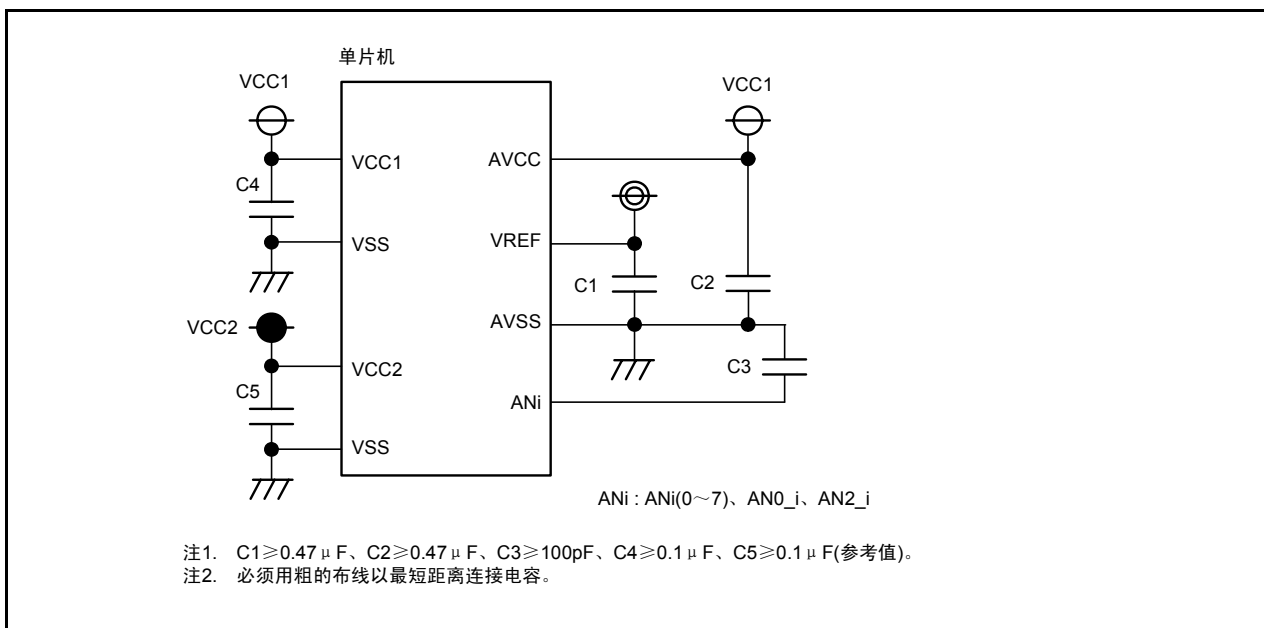 单片机
VCC1
VCC1
VCC1
AVCC
C4
VSS
VREF
C1
C2
VCC2
AVSS
VCC2
C3
C5
ANi
VSS
ANi : ANi(0～7)、AN0_i、AN2_i
注1. C1≥0.47μF、C2≥0.47μF、C3≥100pF、C4≥0.1μF、C5≥0.1μF(参考值)。
注2. 必须用粗的布线以最短距离连接电容。